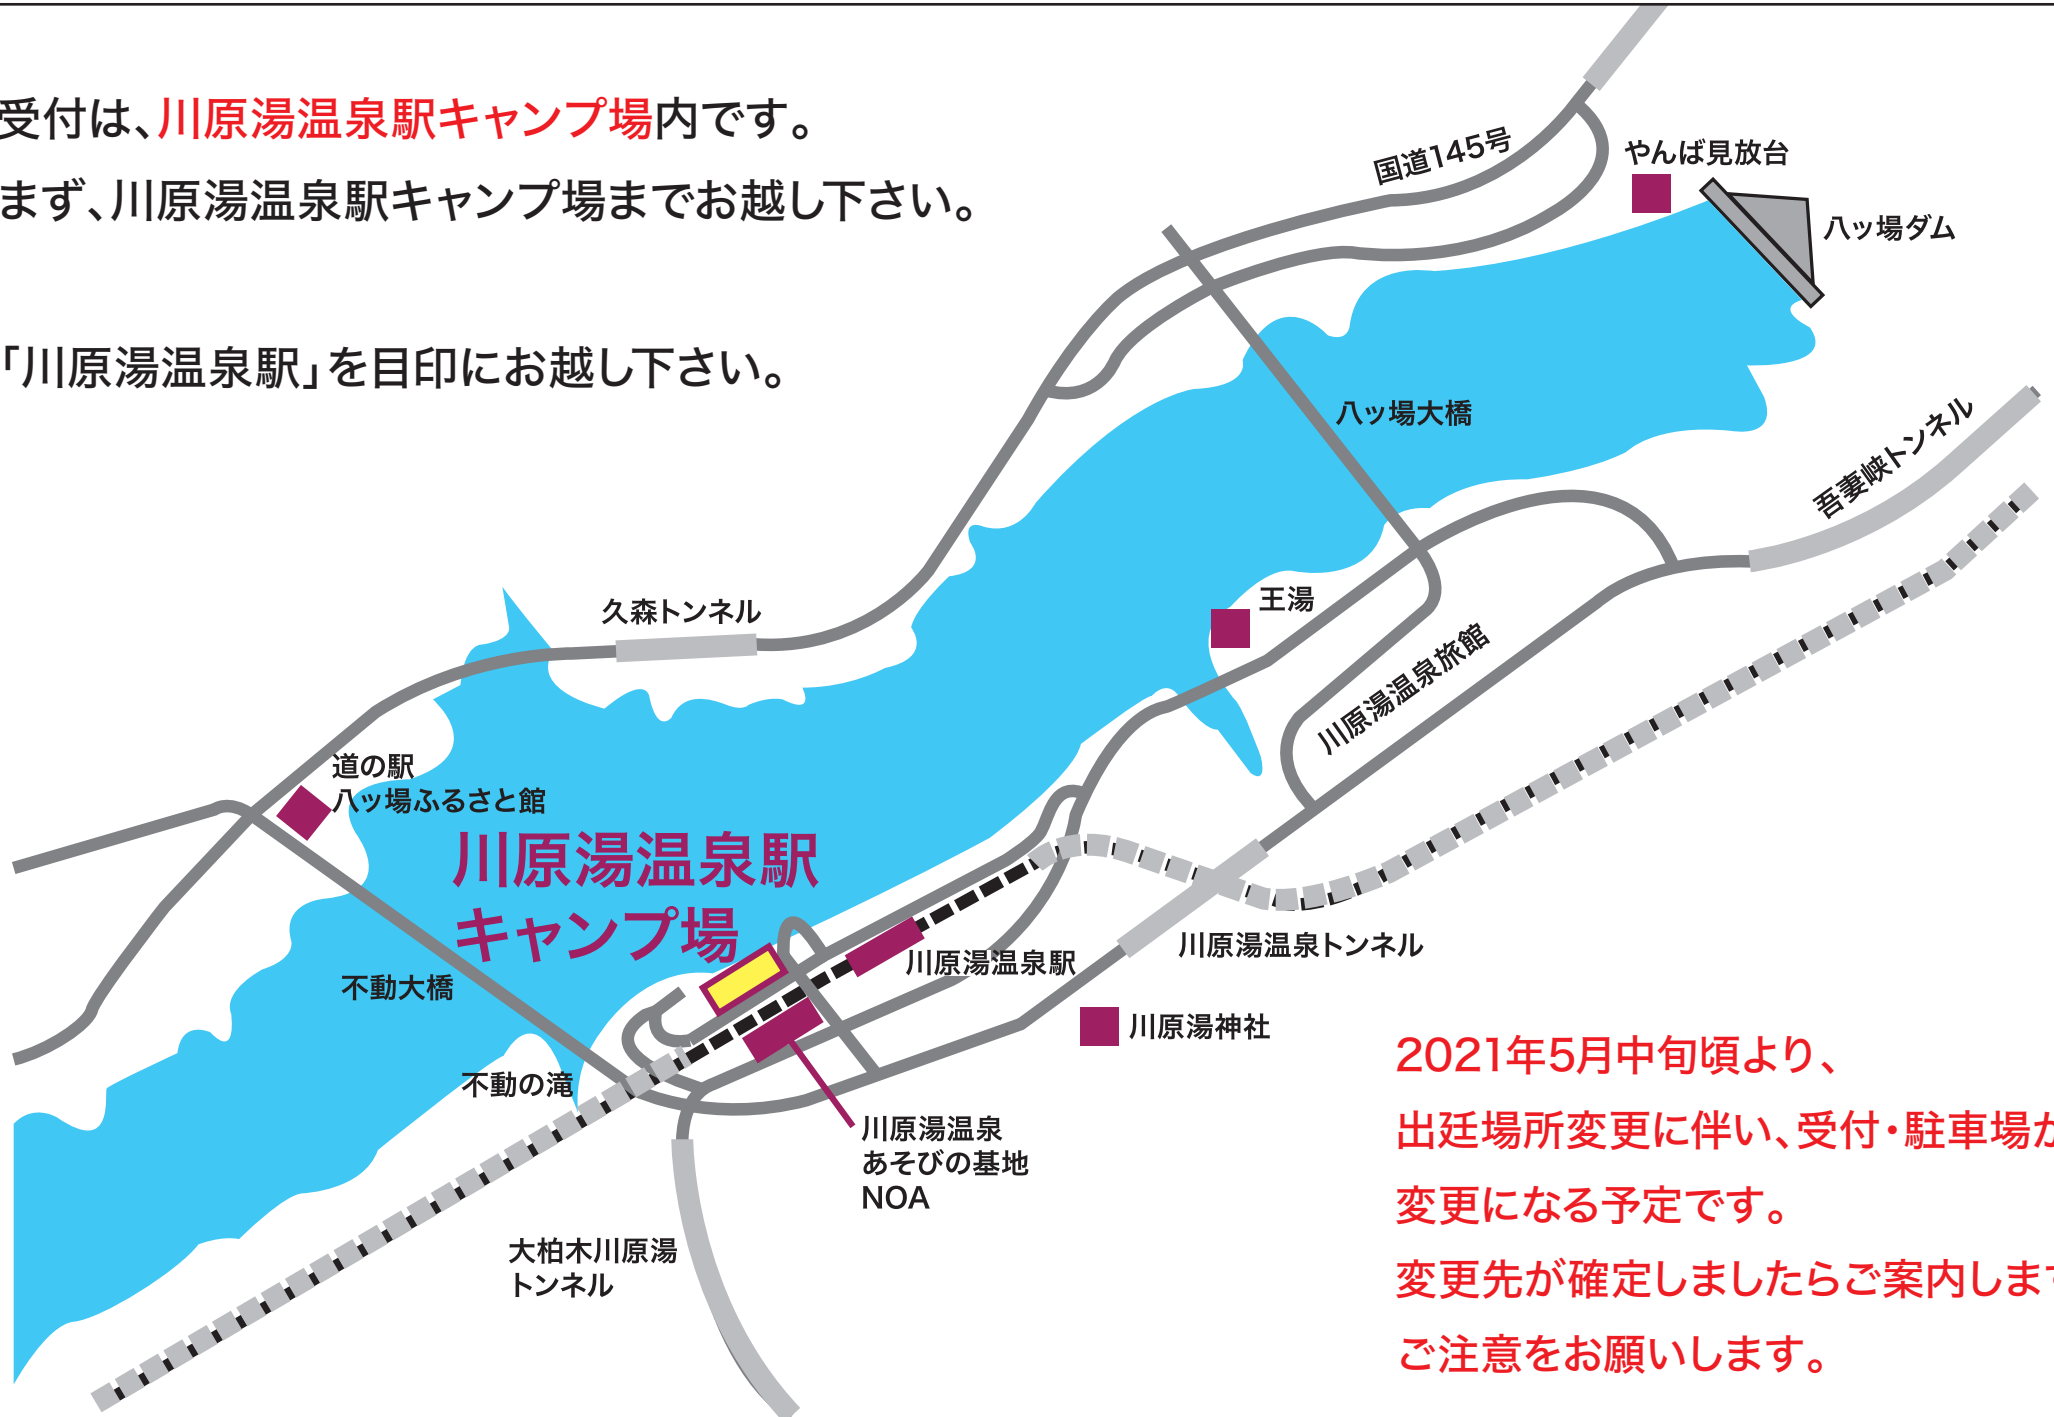 受付は、川原湯温泉駅キャンプ場内です。
まず、川原湯温泉駅キャンプ場までお越し下さい。
「川原湯温泉駅」を目印にお越し下さい。
国道145号
やんば見放台
八ッ場ダム
八ッ場大橋
吾妻峡トンネル
久森トンネル
王湯
川原湯温泉旅館
道の駅
八ッ場ふるさと館
川原湯温泉駅
キャンプ場
不動大橋
川原湯温泉駅
川原湯温泉トンネル
川原湯神社
不動の滝
川原湯温泉
あそびの基地
NOA
大柏木川原湯
トンネル
2021年5月中旬頃より、
出廷場所変更に伴い、受付・駐車場が
変更になる予定です。
変更先が確定しましたらご案内します
ご注意をお願いします。